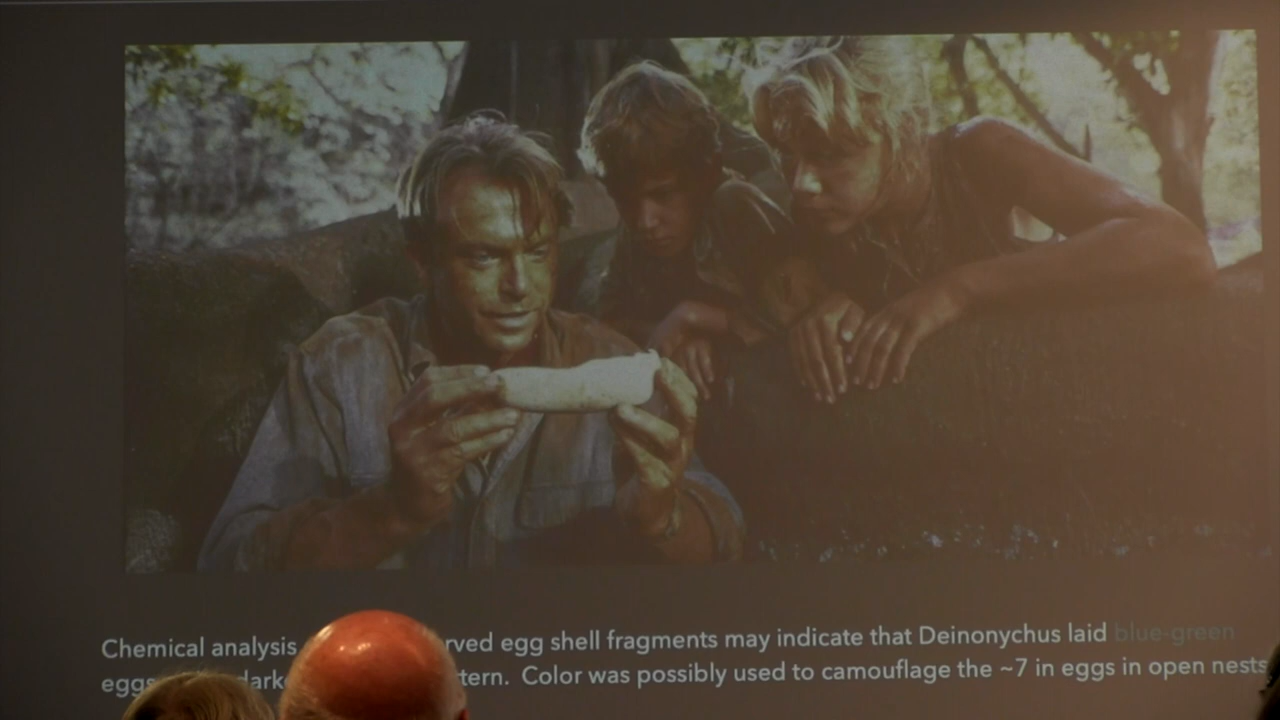 Chemical analysis rved egg shell fragments may indicate that Deinonychus laid blue-green
eggs dark tern. Color was possibly used to camouflage the ~7 in eggs in open nests